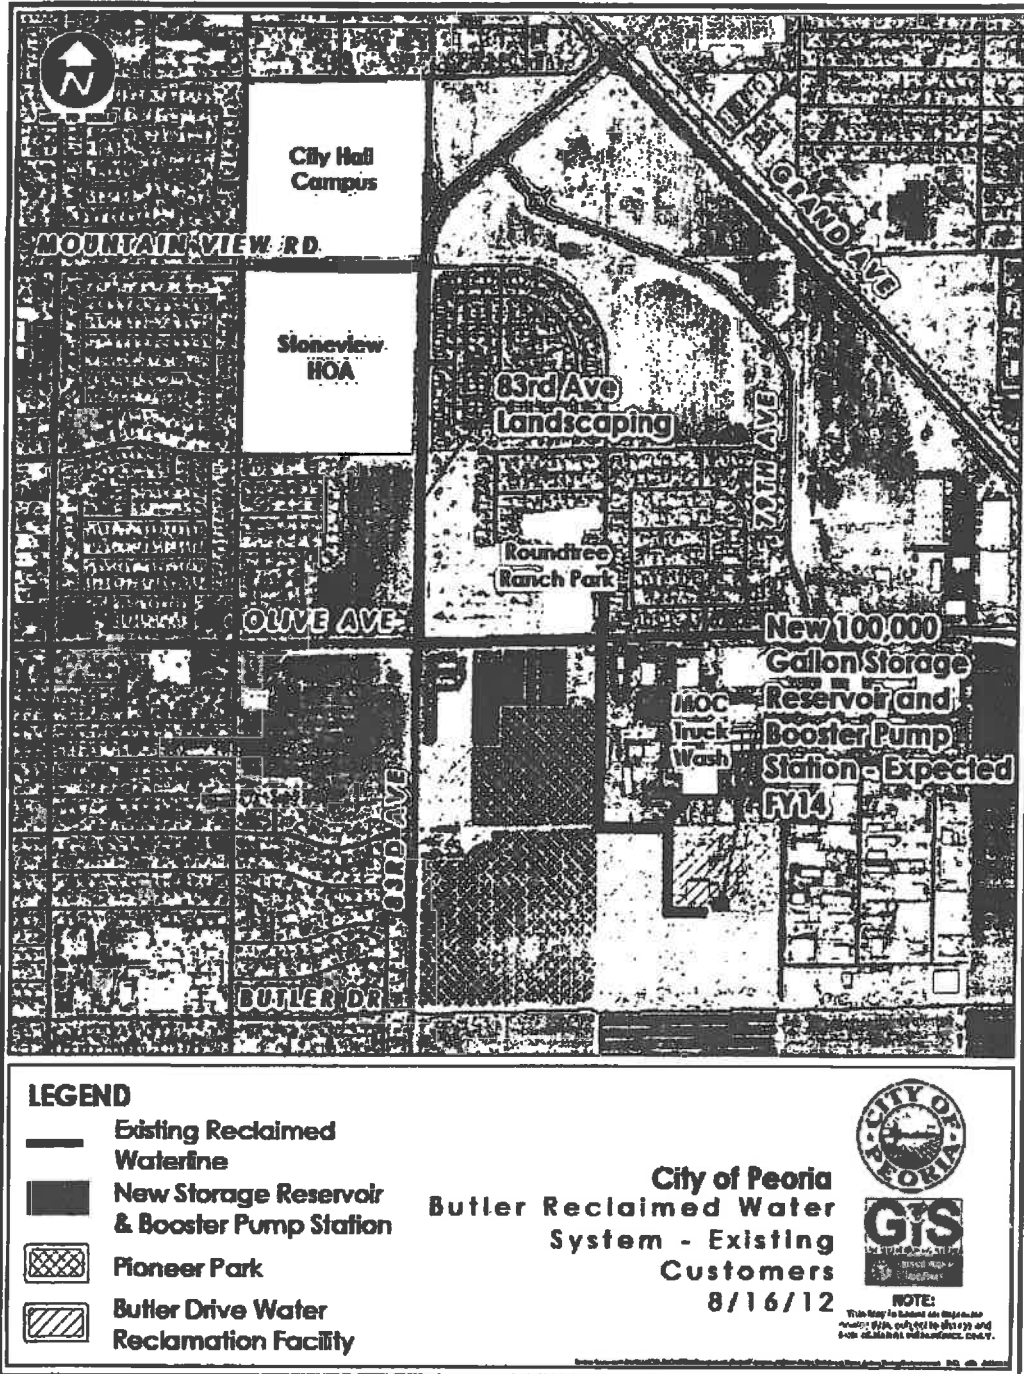 N
City Hall
Campus
MOUNTAIN VIEW RD
GRAND AVE
Stoneview
HOA
83rd Ave
Landscaping
79TH AVE
Roundtree
Ranch Park
OLIVE AVE
New 100,000
Gallon Storage
Reservoir and
Booster Pump
Station - Expected
FY14
MOC
Truck
Wash
83RD AVE
BUTLER DR
LEGEND
Existing Reclaimed
Waterline
New Storage Reservoir
& Booster Pump Station
Pioneer Park
Butler Drive Water
Reclamation Facility
City of Peoria
Butler Reclaimed Water
System - Existing
Customers
8/16/12
CITY OF
PEORIA
GIS
NOTE: